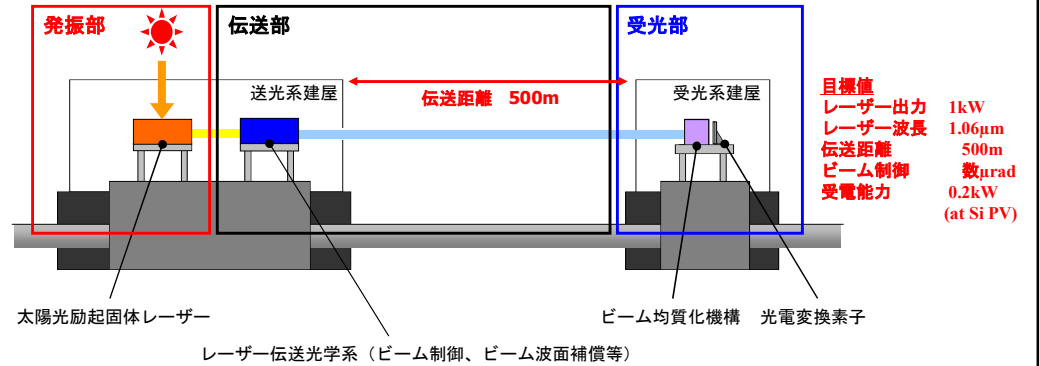 発振部
伝送部
受光部
送光系建屋
伝送距離 500m
受光系建屋
目標値
レーザー出力 1kW
レーザー波長 1.06μm
伝送距離 500m
ビーム制御 数μrad
受電能力 0.2kW
(at Si PV)
太陽光励起固体レーザー
ビーム均質化機構
光電変換素子
レーザー伝送光学系（ビーム制御、ビーム波面補償等）